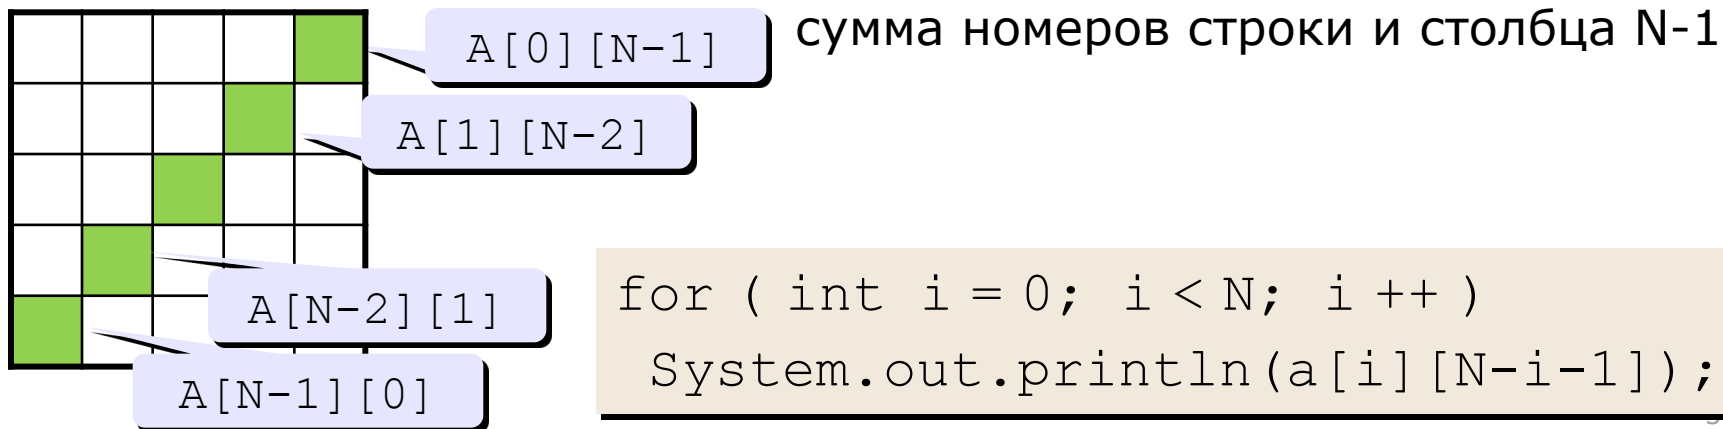 A[0][N-1]
сумма номеров строки и столбца N-1
A[1][N-2]
A[N-2][1]
A[N-1][0]
for ( int i = 0; i < N; i ++ )
System.out.println(a[i][N-i-1]);